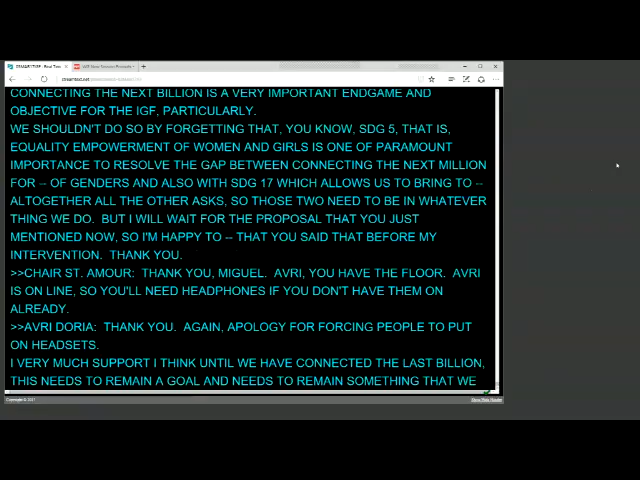 streamtext.net
CONNECTING THE NEXT BILLION IS A VERY IMPORTANT ENDGAME AND
OBJECTIVE FOR THE IGF, PARTICULARLY.
WE SHOULDN'T DO SO BY FORGETTING THAT, YOU KNOW, SDG 5, THAT IS,
EQUALITY EMPOWERMENT OF WOMEN AND GIRLS IS ONE OF PARAMOUNT
IMPORTANCE TO RESOLVE THE GAP BETWEEN CONNECTING THE NEXT MILLION
FOR -- OF GENDERS AND ALSO WITH SDG 17 WHICH ALLOWS US TO BRING TO --
ALTOGETHER ALL THE OTHER ASKS, SO THOSE TWO NEED TO BE IN WHATEVER
THING WE DO. BUT I WILL WAIT FOR THE PROPOSAL THAT YOU JUST
MENTIONED NOW, SO I'M HAPPY TO -- THAT YOU SAID THAT BEFORE MY
INTERVENTION. THANK YOU.
>>CHAIR ST. AMOUR: THANK YOU, MIGUEL. AVRI, YOU HAVE THE FLOOR. AVRI
IS ON LINE, SO YOU'LL NEED HEADPHONES IF YOU DON'T HAVE THEM ON
ALREADY.
>>AVRI DORIA: THANK YOU. AGAIN, APOLOGY FOR FORCING PEOPLE TO PUT
ON HEADSETS.
I VERY MUCH SUPPORT I THINK UNTIL WE HAVE CONNECTED THE LAST BILLION,
THIS NEEDS TO REMAIN A GOAL AND NEEDS TO REMAIN SOMETHING THAT WE